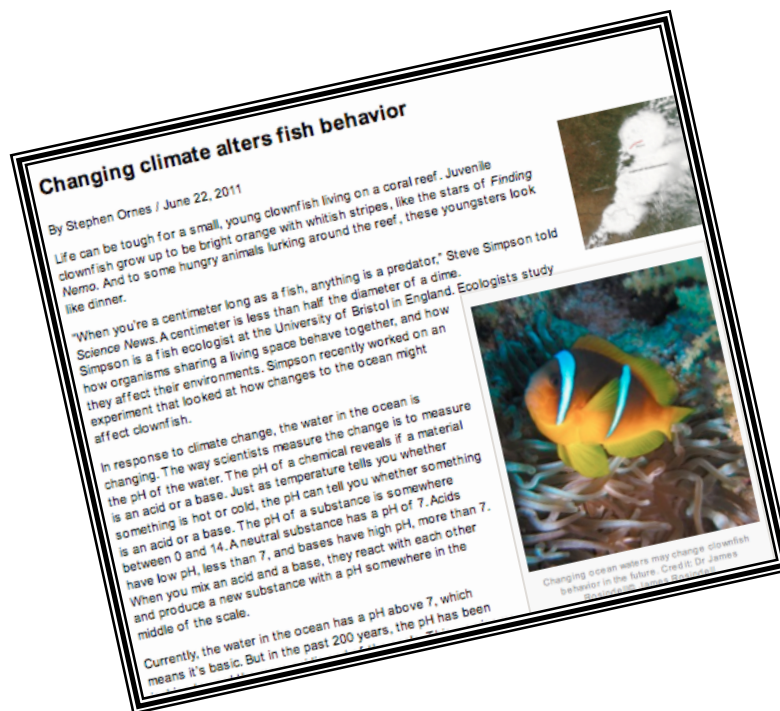 Changing climate alters fish behavior
By Stephen Ornes / June 22, 2011
Life can be tough for a small, young clownfish living on a coral reef. Juvenile
clownfish grow up to be bright orange with whitish stripes, like the stars of Finding
Nemo. And to some hungry animals lurking around the reef, these youngsters look
like dinner.
“When you're a centimeter long as a fish, anything is a predator,” Steve Simpson told
Science News. A centimeter is less than half the diameter of a dime.
Simpson is a fish ecologist at the University of Bristol in England. Ecologists study
how organisms sharing a living space behave together, and how
they affect their environments. Simpson recently worked on an
experiment that looked at how changes to the ocean might
affect clownfish.
In response to climate change, the water in the ocean is
changing. The way scientists measure the change is to measure
the pH of the water. The pH of a chemical reveals if a material
is an acid or a base. Just as temperature tells you whether
something is hot or cold, the pH can tell you whether something
is an acid or a base. The pH of a substance is somewhere
between 0 and 14. A neutral substance has a pH of 7. Acids
have low pH, less than 7, and bases have high pH, more than 7.
When you mix an acid and a base, they react with each other
and produce a new substance with a pH somewhere in the
middle of the scale.
Currently, the water in the ocean has a pH above 7, which
means it's basic. But in the past 200 years, the pH has been
Changing ocean waters may change clownfish
behavior in the future. Credit: Dr James
Rosindell James Rosindell